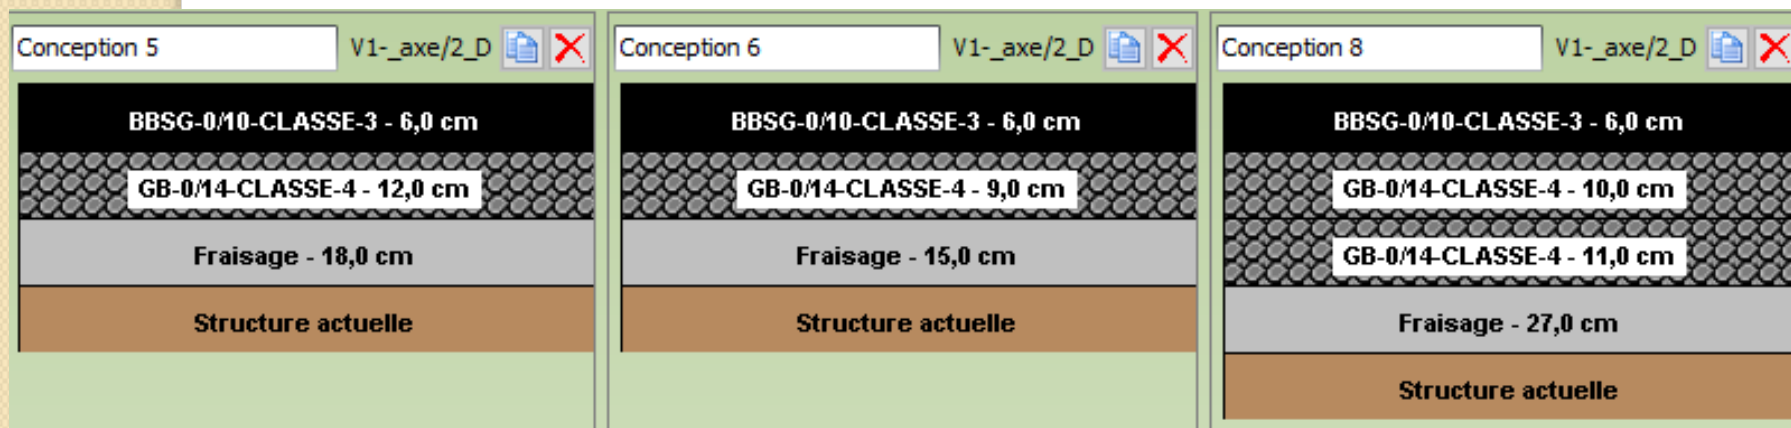 Conception 5 V1-_axe/2_D
BBSG-0/10-CLASSE-3 - 6,0 cm
GB-0/14-CLASSE-4 - 12,0 cm
Fraisage - 18,0 cm
Structure actuelle
Conception 6 V1-_axe/2_D
BBSG-0/10-CLASSE-3 - 6,0 cm
GB-0/14-CLASSE-4 - 9,0 cm
Fraisage - 15,0 cm
Structure actuelle
Conception 8 V1-_axe/2_D
BBSG-0/10-CLASSE-3 - 6,0 cm
GB-0/14-CLASSE-4 - 10,0 cm
GB-0/14-CLASSE-4 - 11,0 cm
Fraisage - 27,0 cm
Structure actuelle